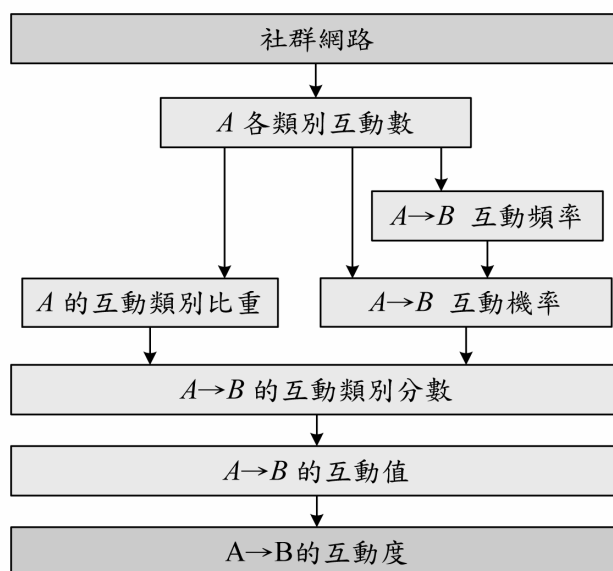 社群網路
A 各類別互動數
A→B 互動頻率
A 的互動類別比重
A→B 互動機率
A→B 的互動類別分數
A→B 的互動值
A→B的互動度